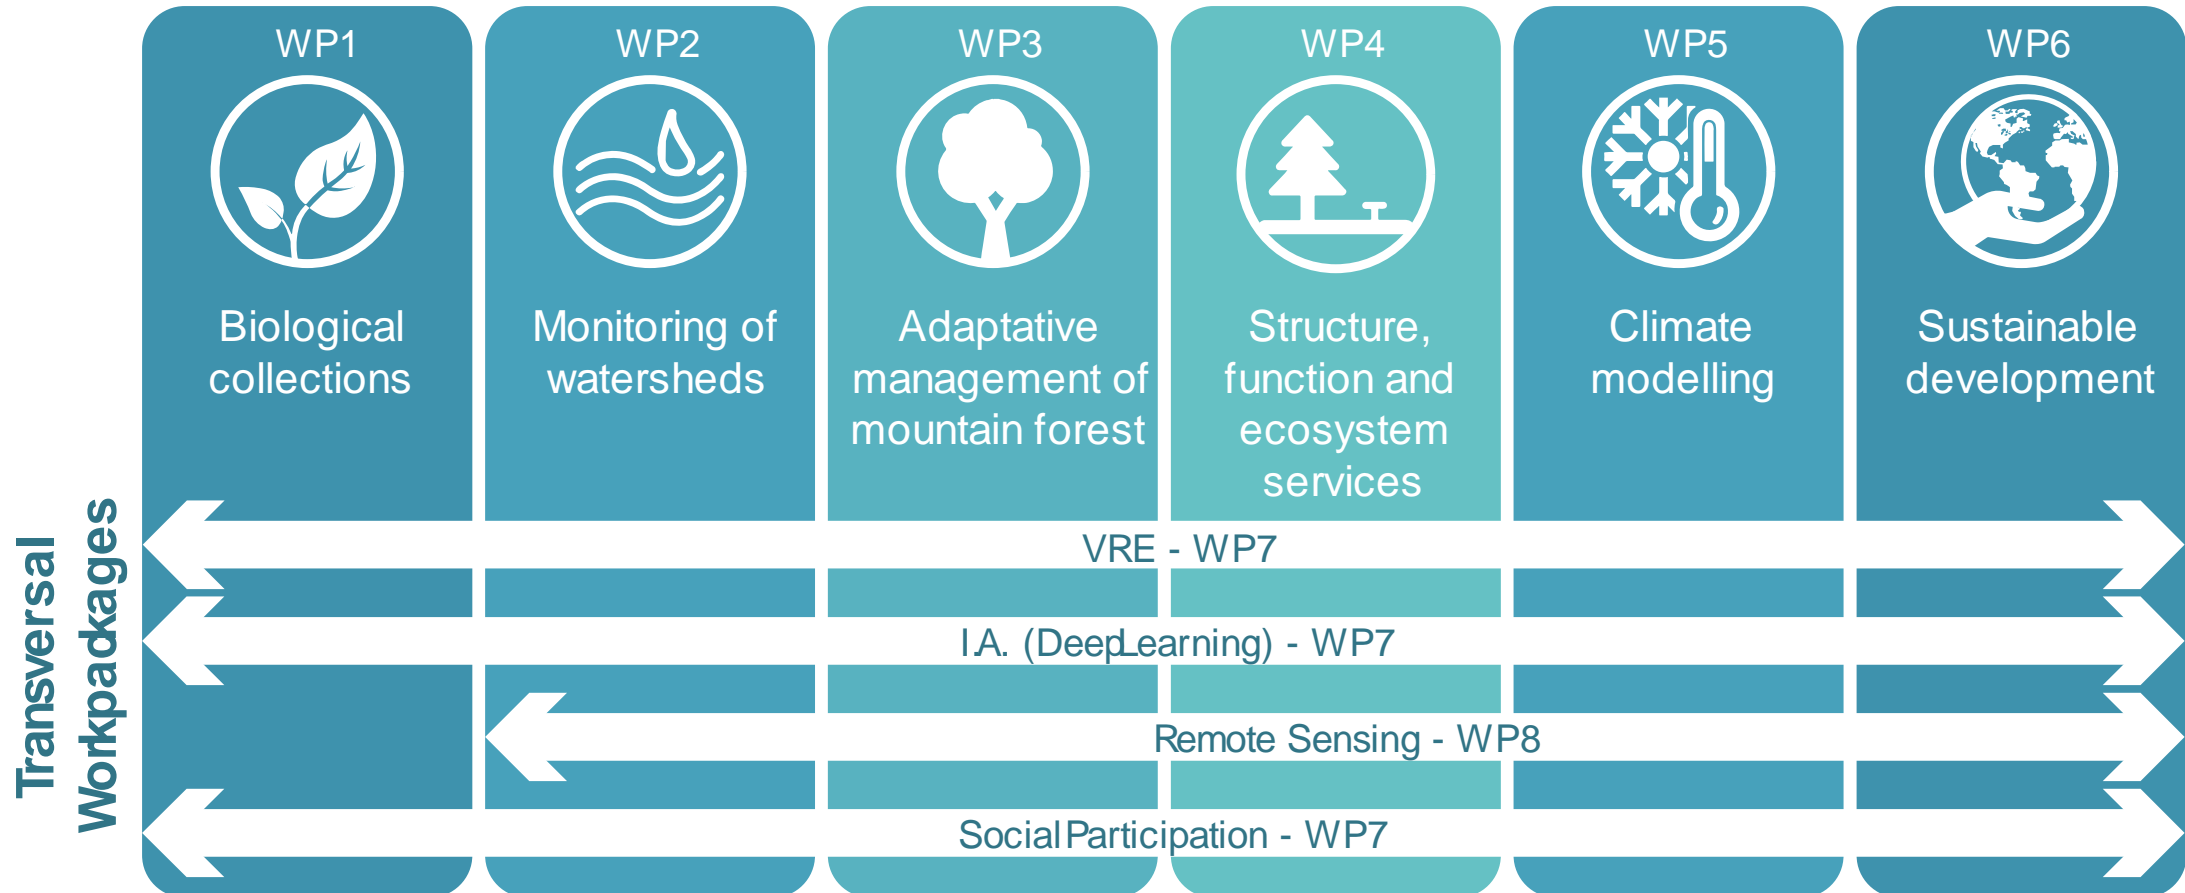 WP1
Biological
collections
WP2
Monitoring of
watersheds
WP3
Adaptative
management of
mountain forest
WP4
Structure,
function and
ecosystem
services
WP5
Climate
modelling
WP6
Sustainable
development
Transversal
Workpackages
VRE - WP7
I.A. (DeepLearning) - WP7
Remote Sensing - WP8
Social Participation - WP7